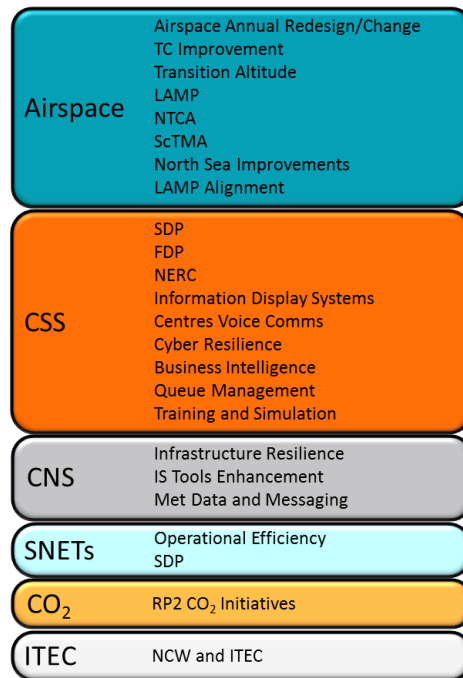 Airspace
Airspace Annual Redesign/Change
TC Improvement
Transition Altitude
LAMP
NTCA
ScTMA
North Sea Improvements
LAMP Alignment
CSS
SDP
FDP
NERC
Information Display Systems
Centres Voice Comms
Cyber Resilience
Business Intelligence
Queue Management
Training and Simulation
CNS
Infrastructure Resilience
IS Tools Enhancement
Met Data and Messaging
SNETs
Operational Efficiency
SDP
CO₂
RP2 CO₂ Initiatives
ITEC
NCW and ITEC